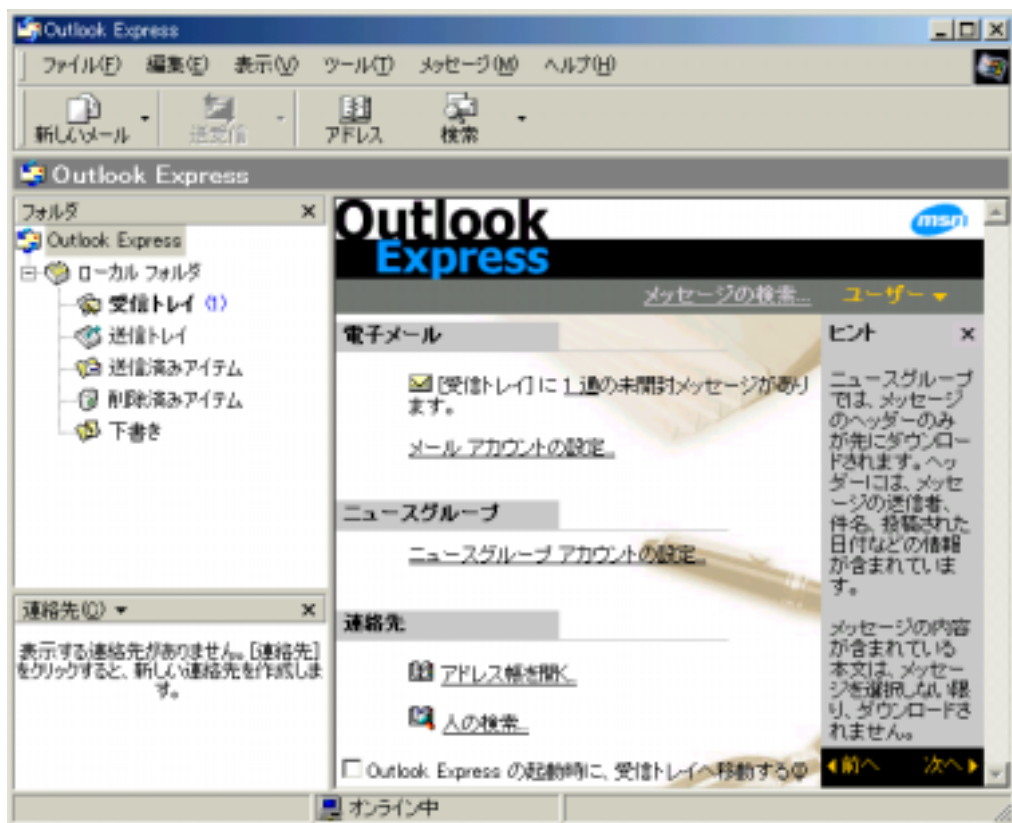 Outlook Express
ファイル(F) 編集(E) 表示(V) ツール(T) メッセージ(M) ヘルプ(H)
新しいメール 送受信 アドレス 検索
Outlook Express
フォルダ ×
Outlook Express
ローカル フォルダ
受信トレイ (1)
送信トレイ
送信済みアイテム
削除済みアイテム
下書き
連絡先(C) ▼ ×
表示する連絡先がありません。[連絡先]
をクリックすると、新しい連絡先を作成しま
す。
Outlook
Express
msn
メッセージの検索... ユーザー ▼
電子メール
[受信トレイ] に 1 通の未開封メッセージがあり
ます。
メール アカウントの設定...
ニュースグループ
ニュースグループ アカウントの設定...
連絡先
アドレス帳を開く...
人の検索...
Outlook Express の起動時に、受信トレイへ移動する
ヒント ×
ニュースグループ
では、メッセージ
のヘッダーのみ
が先にダウンロー
ドされます。ヘッ
ダーには、メッセ
ージの送信者、
件名、投稿された
日付などの情報
が含まれていま
す。
メッセージの内容
が含まれている
本文は、メッセー
ジを選択しない限
り、ダウンロードさ
れません。
前へ 次へ
オンライン中